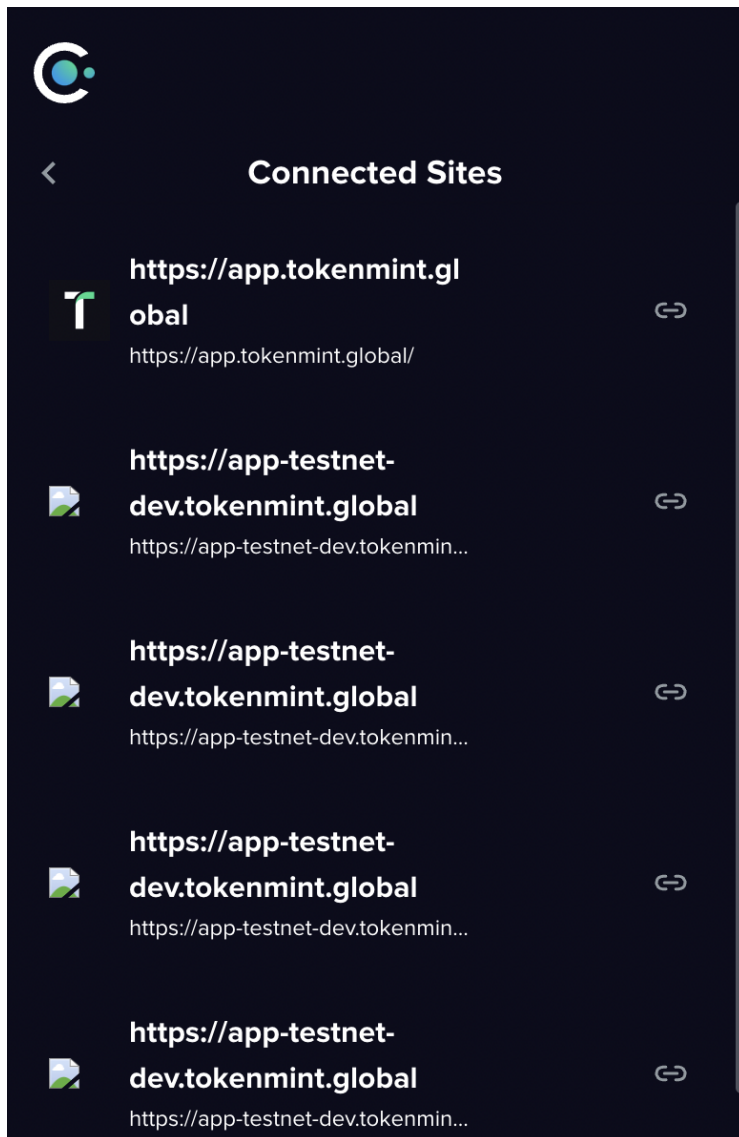 Connected Sites
https://app.tokenmint.gl
obal
https://app.tokenmint.global/
https://app-testnet-
dev.tokenmint.global
https://app-testnet-dev.tokenmin...
https://app-testnet-
dev.tokenmint.global
https://app-testnet-dev.tokenmin...
https://app-testnet-
dev.tokenmint.global
https://app-testnet-dev.tokenmin...
https://app-testnet-
dev.tokenmint.global
https://app-testnet-dev.tokenmin...